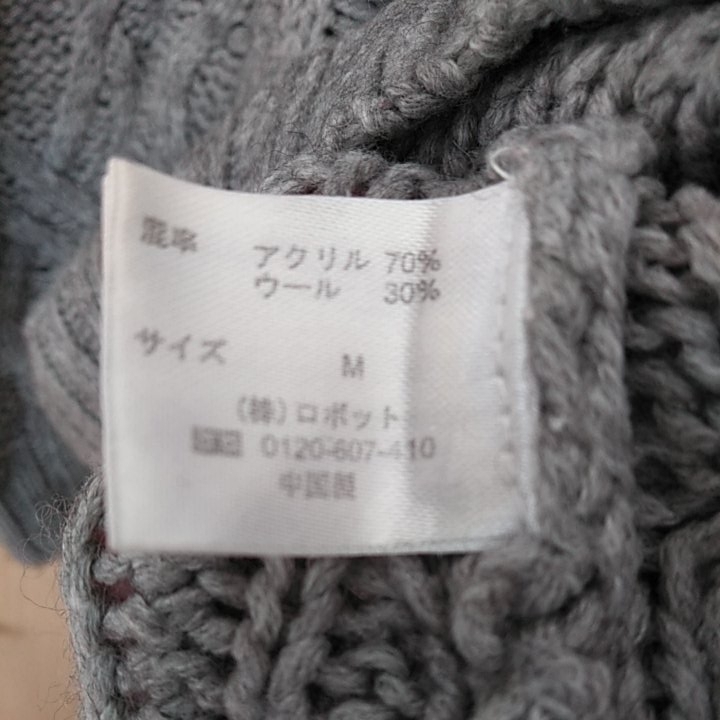 混率 アクリル 70%
ウール 30%
サイズ M
(株)ロボット
0120-607-410
中国製